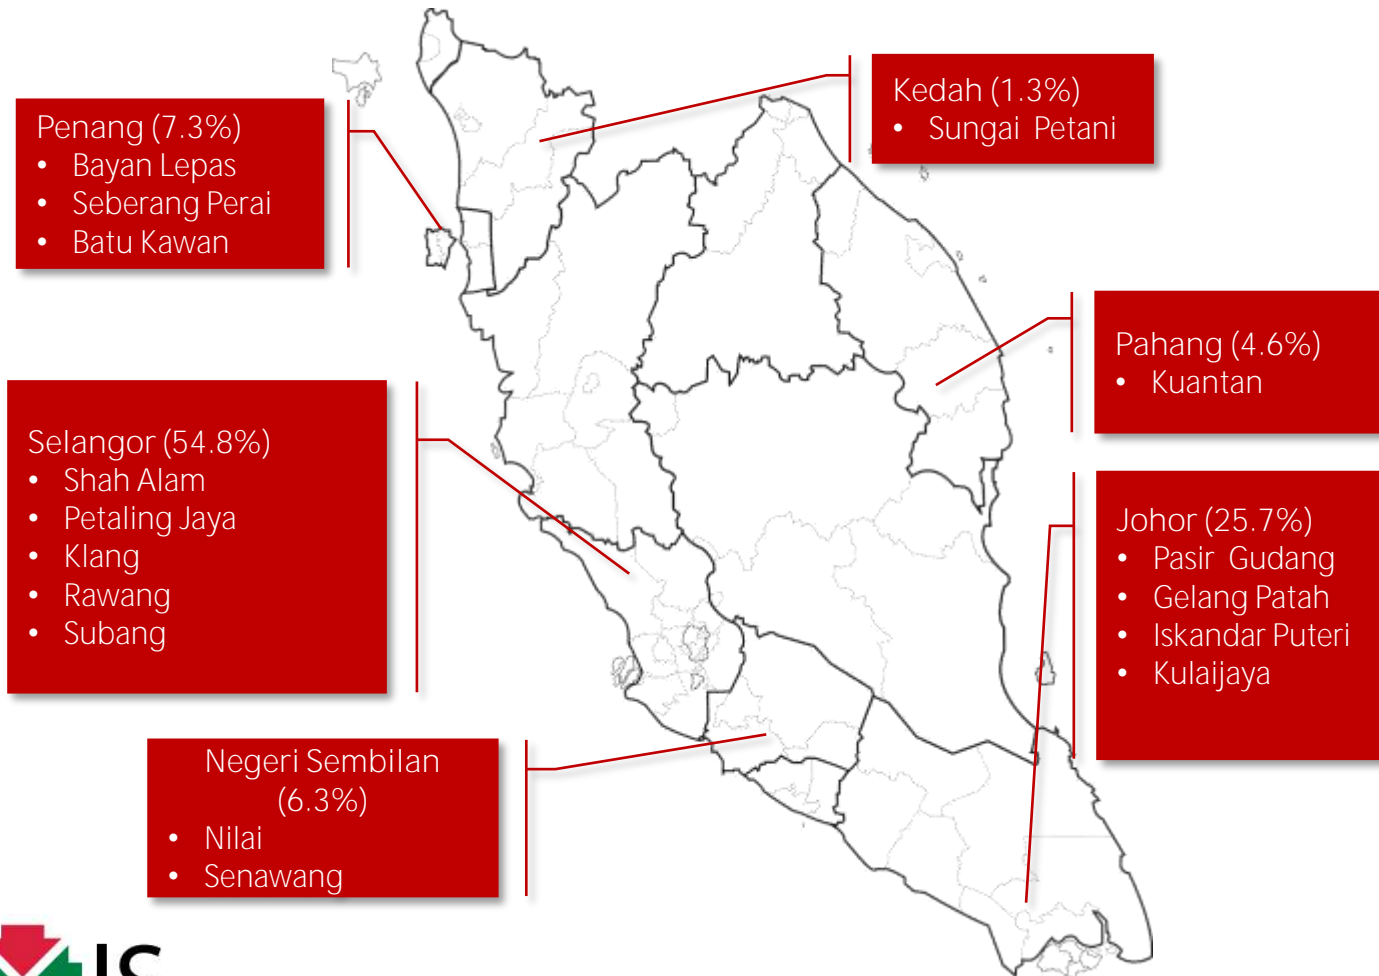 Kedah (1.3%)
• Sungai Petani
Penang (7.3%)
• Bayan Lepas
• Seberang Perai
• Batu Kawan
Pahang (4.6%)
• Kuantan
Selangor (54.8%)
• Shah Alam
• Petaling Jaya
• Klang
• Rawang
• Subang
Johor (25.7%)
• Pasir Gudang
• Gelang Patah
• Iskandar Puteri
• Kulaijaya
Negeri Sembilan
(6.3%)
• Nilai
• Senawang